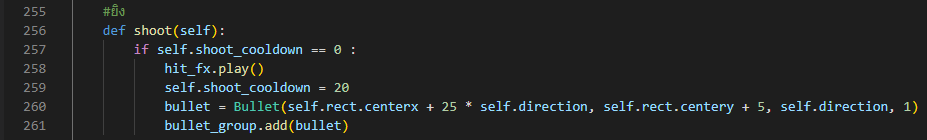 255 #ยิง
256 def shoot(self):
257 if self.shoot_cooldown == 0 :
258 hit_fx.play()
259 self.shoot_cooldown = 20
260 bullet = Bullet(self.rect.centerx + 25 * self.direction, self.rect.centery + 5, self.direction, 1)
261 bullet_group.add(bullet)